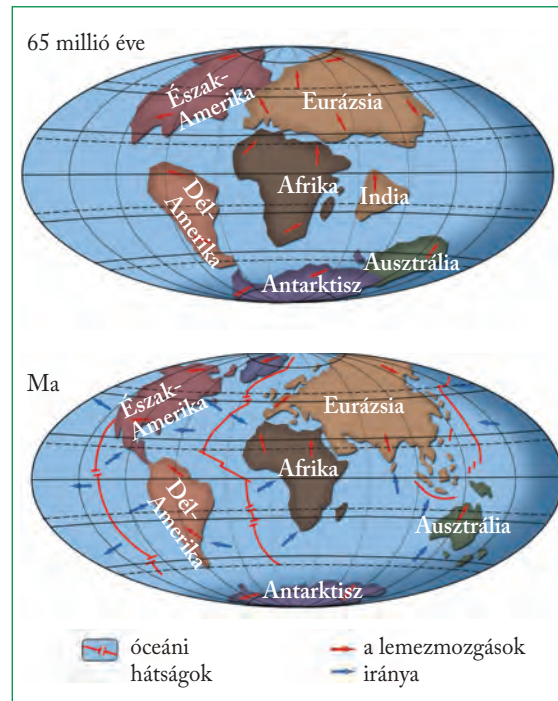 65 millió éve
Észak-
Amerika
Eurázsia
Afrika
India
Dél-
Amerika
Ausztrália
Antarktisz
Ma
Észak-
Amerika
Eurázsia
Afrika
Dél-
Amerika
Ausztrália
Antarktisz
óceáni
hátságok
a lemezmozgások
iránya